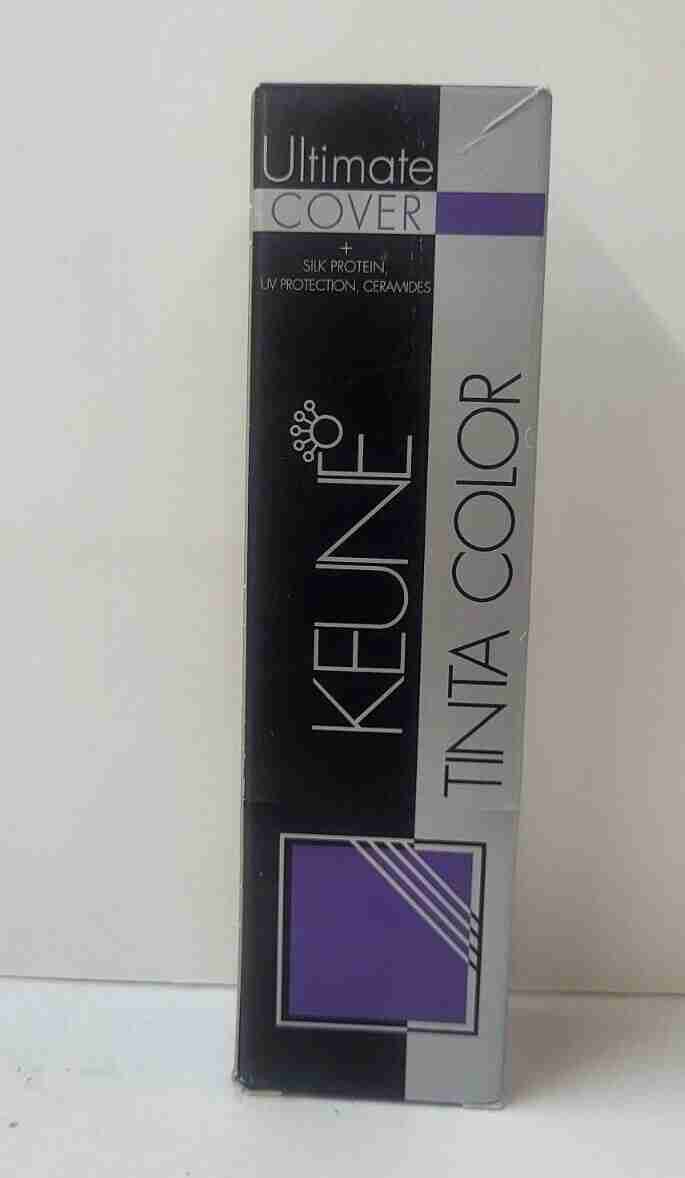 Ultimate
COVER
+
SILK PROTEIN,
UV PROTECTION, CERAMIDES
KEUNE
TINTA COLOR